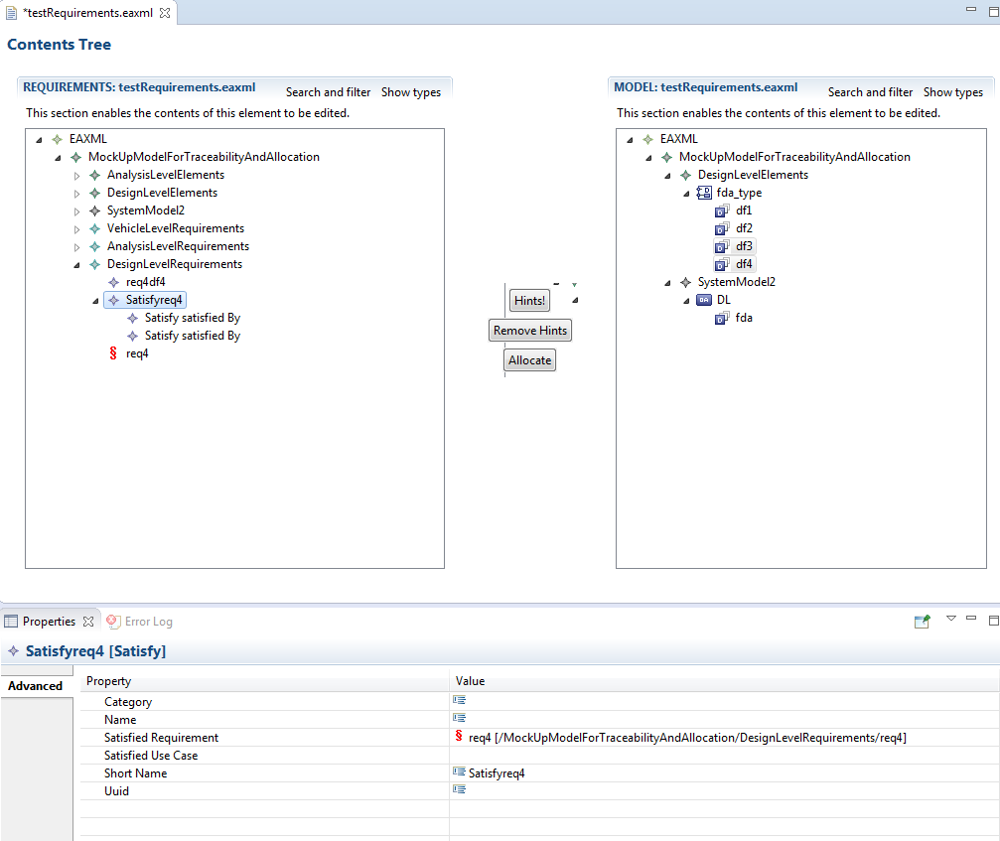 *testRequirements.eaxml
Contents Tree
REQUIREMENTS: testRequirements.eaxml
Search and filter
Show types
This section enables the contents of this element to be edited.
EAXML
MockUpModelForTraceabilityAndAllocation
AnalysisLevelElements
DesignLevelElements
SystemModel2
VehicleLevelRequirements
AnalysisLevelRequirements
DesignLevelRequirements
req4df4
Satisfyreq4
Satisfy satisfied By
Satisfy satisfied By
§ req4
Hints!
Remove Hints
Allocate
MODEL: testRequirements.eaxml
Search and filter
Show types
This section enables the contents of this element to be edited.
EAXML
MockUpModelForTraceabilityAndAllocation
DesignLevelElements
fda_type
df1
df2
df3
df4
SystemModel2
DL
fda
Properties
Error Log
Satisfyreq4 [Satisfy]
Advanced
Property Value
Category
Name
Satisfied Requirement § req4 [/MockUpModelForTraceabilityAndAllocation/DesignLevelRequirements/req4]
Satisfied Use Case
Short Name Satisfyreq4
Uuid